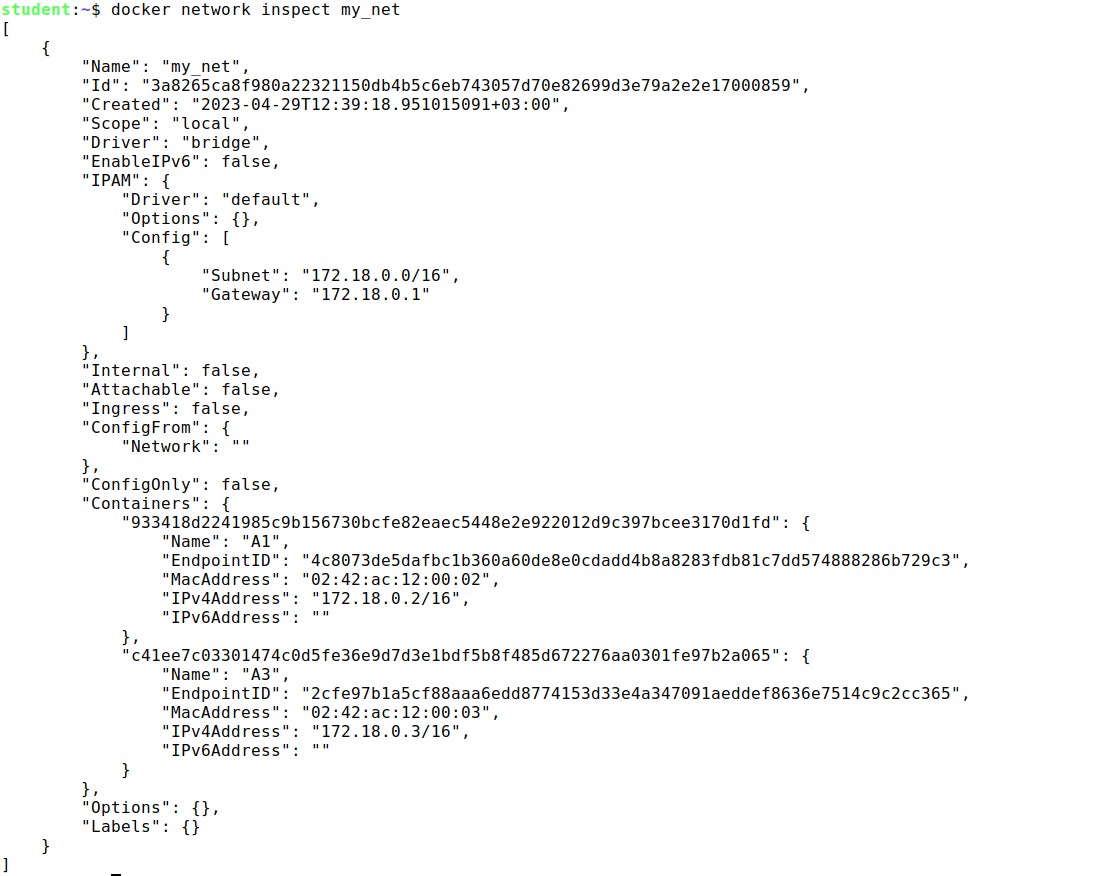 student:~$ docker network inspect my_net
[
    {
        "Name": "my_net",
        "Id": "3a8265ca8f980a22321150db4b5c6eb743057d70e82699d3e79a2e2e17000859",
        "Created": "2023-04-29T12:39:18.951015091+03:00",
        "Scope": "local",
        "Driver": "bridge",
        "EnableIPv6": false,
        "IPAM": {
            "Driver": "default",
            "Options": {},
            "Config": [
                {
                    "Subnet": "172.18.0.0/16",
                    "Gateway": "172.18.0.1"
                }
            ]
        },
        "Internal": false,
        "Attachable": false,
        "Ingress": false,
        "ConfigFrom": {
            "Network": ""
        },
        "ConfigOnly": false,
        "Containers": {
            "933418d2241985c9b156730bcfe82eaec5448e2e922012d9c397bcee3170d1fd": {
                "Name": "A1",
                "EndpointID": "4c8073de5dafbc1b360a60de8e0cdadd4b8a8283fdb81c7dd574888286b729c3",
                "MacAddress": "02:42:ac:12:00:02",
                "IPv4Address": "172.18.0.2/16",
                "IPv6Address": ""
            },
            "c41ee7c03301474c0d5fe36e9d7d3e1bdf5b8f485d672276aa0301fe97b2a065": {
                "Name": "A3",
                "EndpointID": "2cfe97b1a5cf88aaa6edd8774153d33e4a347091aeddef8636e7514c9c2cc365",
                "MacAddress": "02:42:ac:12:00:03",
                "IPv4Address": "172.18.0.3/16",
                "IPv6Address": ""
            }
        },
        "Options": {},
        "Labels": {}
    }
]